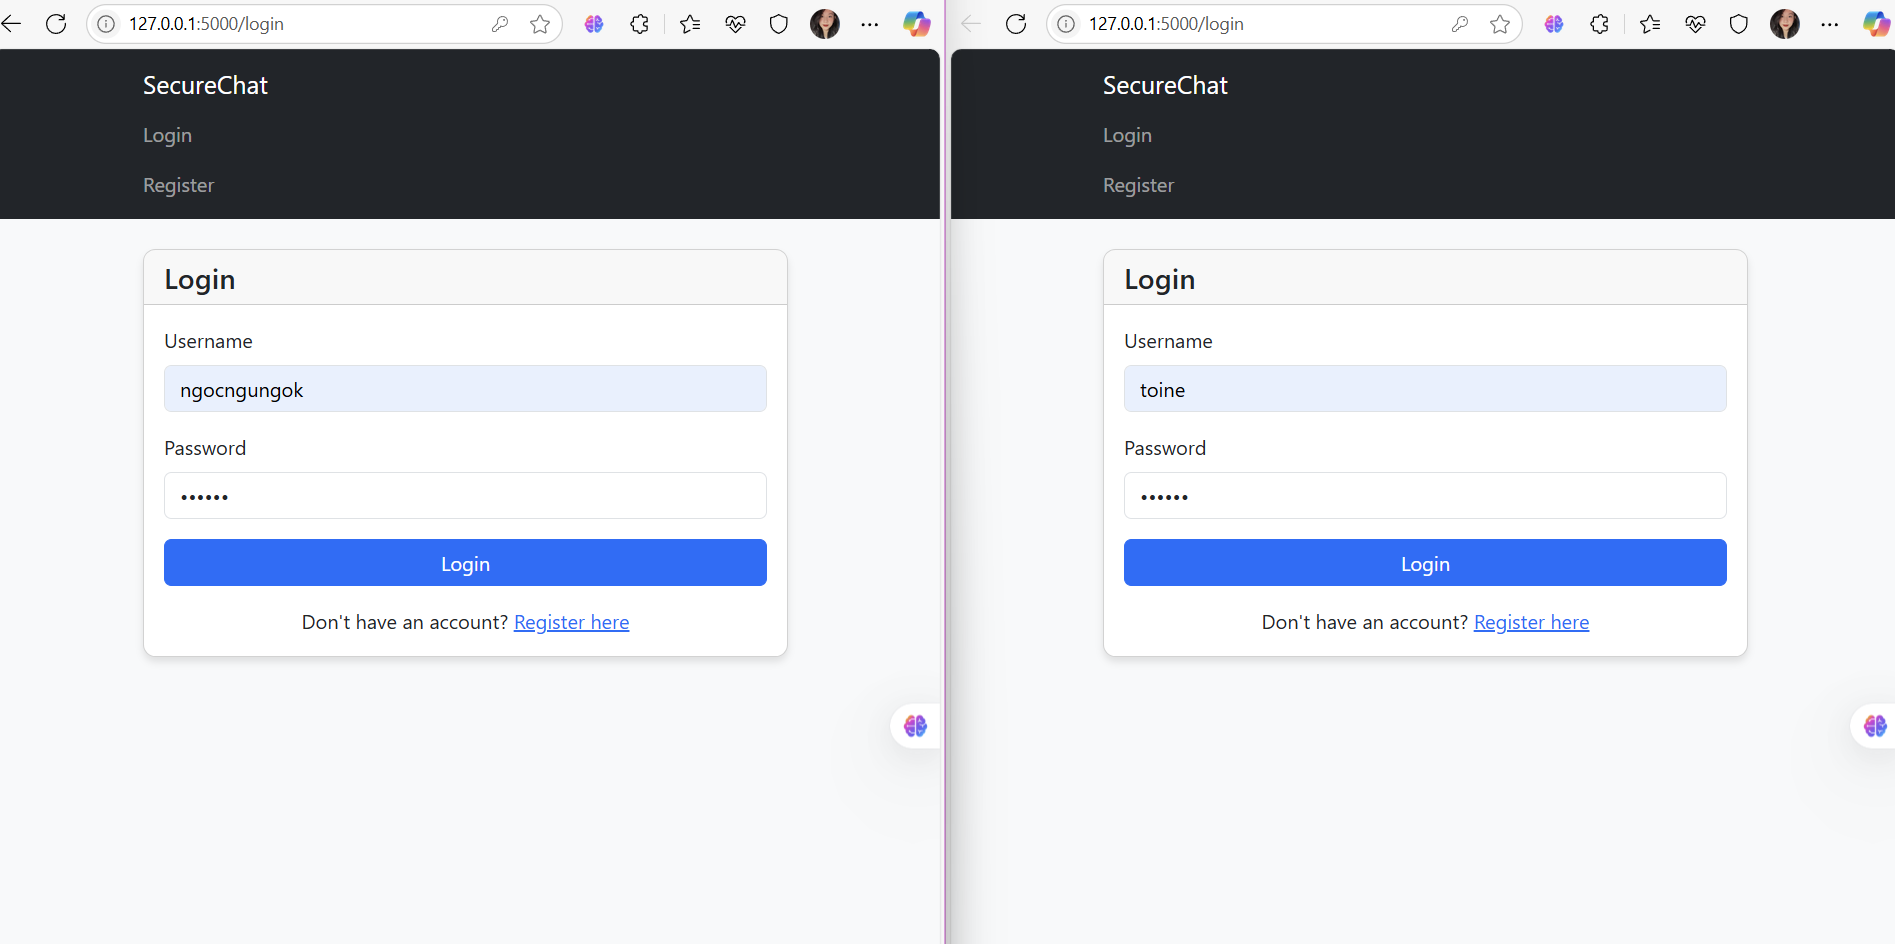 127.0.0.1:5000/login
SecureChat
Login
Register
Login
Username
ngocngungok
Password
••••••
Login
Don't have an account? Register here
127.0.0.1:5000/login
SecureChat
Login
Register
Login
Username
toine
Password
••••••
Login
Don't have an account? Register here